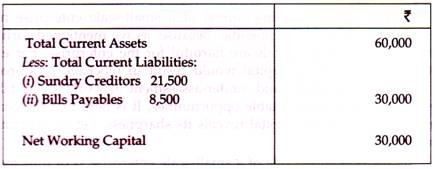 ₹
Total Current Assets 60,000
Less: Total Current Liabilities:
(i) Sundry Creditors 21,500
(ii) Bills Payables 8,500 30,000
Net Working Capital 30,000